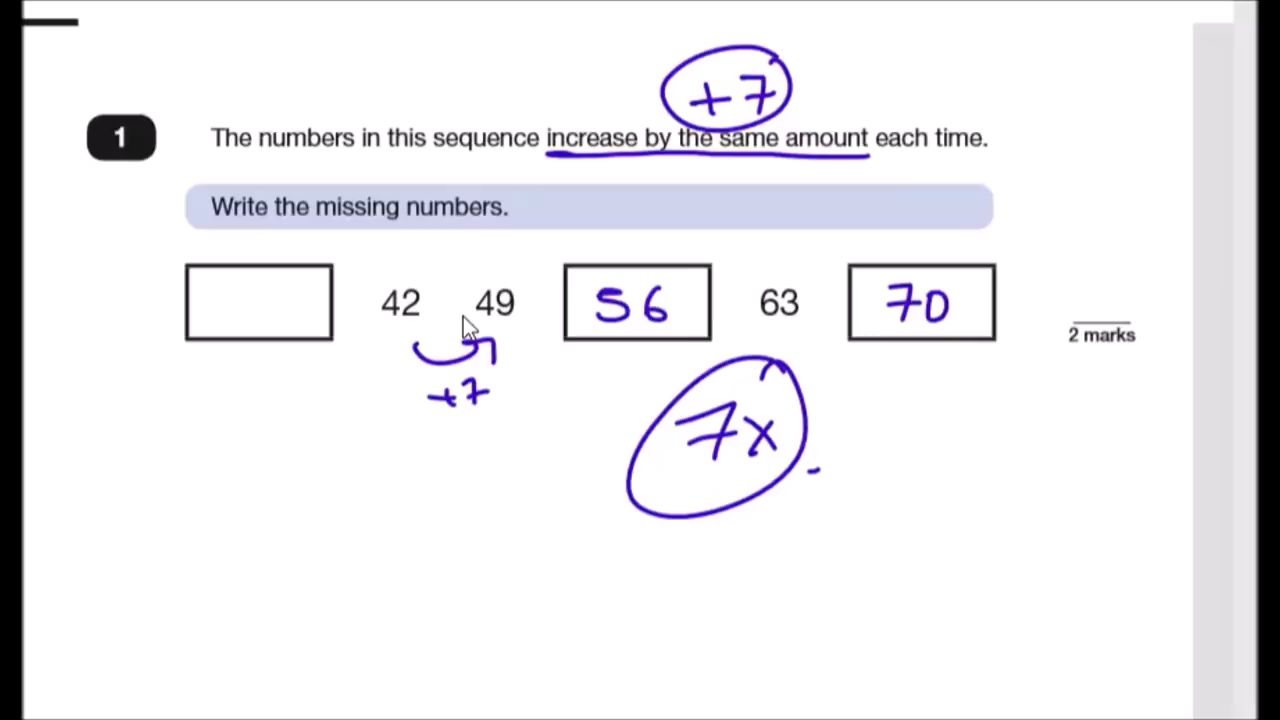 +7
1 The numbers in this sequence increase by the same amount each time.
Write the missing numbers.
42 49 56 63 70
2 marks
+7
7x